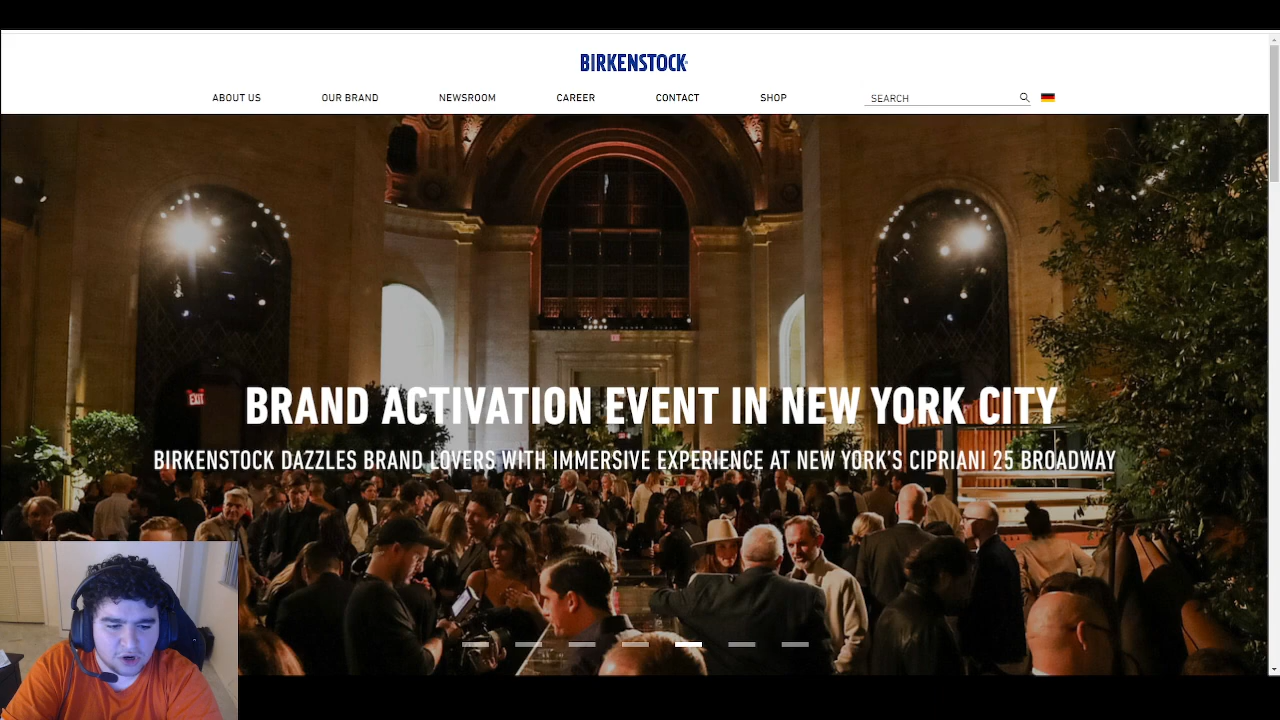 BIRKENSTOCK
ABOUT US OUR BRAND NEWSROOM CAREER CONTACT SHOP SEARCH
EXIT
BRAND ACTIVATION EVENT IN NEW YORK CITY
BIRKENSTOCK DAZZLES BRAND LOVERS WITH IMMERSIVE EXPERIENCE AT NEW YORK'S CIPRIANI 25 BROADWAY